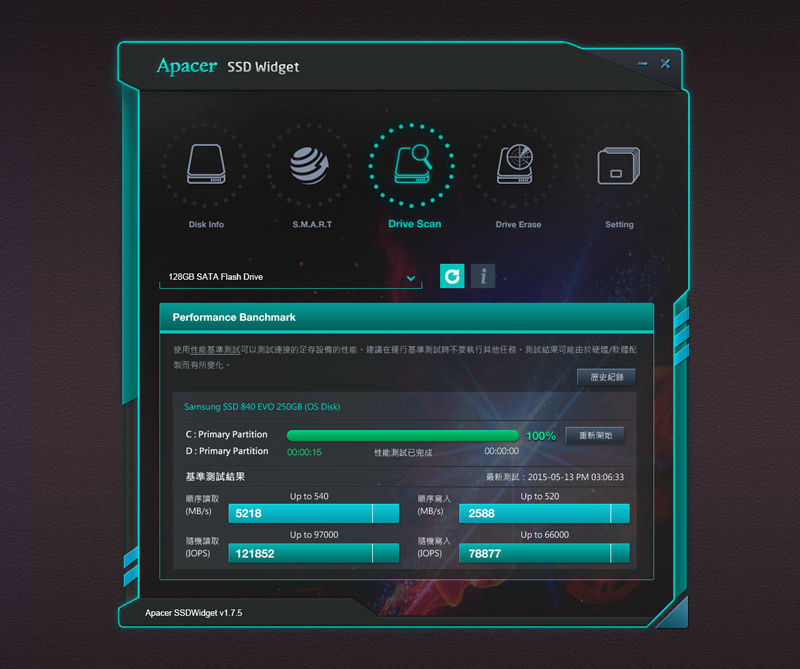 Apacer SSD Widget
Disk Info
S.M.A.R.T
Drive Scan
Drive Erase
Setting
128GB SATA Flash Drive
Performance Banchmark
使用性能基準測試可以測試連接的足存設備的性能。建議在運行基準測試時不要執行其他任務。測試結果可能由於硬體/軟體配
製而有所變化。
歷史紀錄
Samsung SSD 840 EVO 250GB (OS Disk)
C : Primary Partition
100%
重新開始
D : Primary Partition
00:00:15
性能測試已完成
00:00:00
基準測試結果
最新測試：2015-05-13 PM 03:06:33
順序讀取
(MB/s)
Up to 540
5218
順序寫入
(MB/s)
Up to 520
2588
隨機讀取
(IOPS)
Up to 97000
121852
隨機寫入
(IOPS)
Up to 66000
78877
Apacer SSDWidget v1.7.5